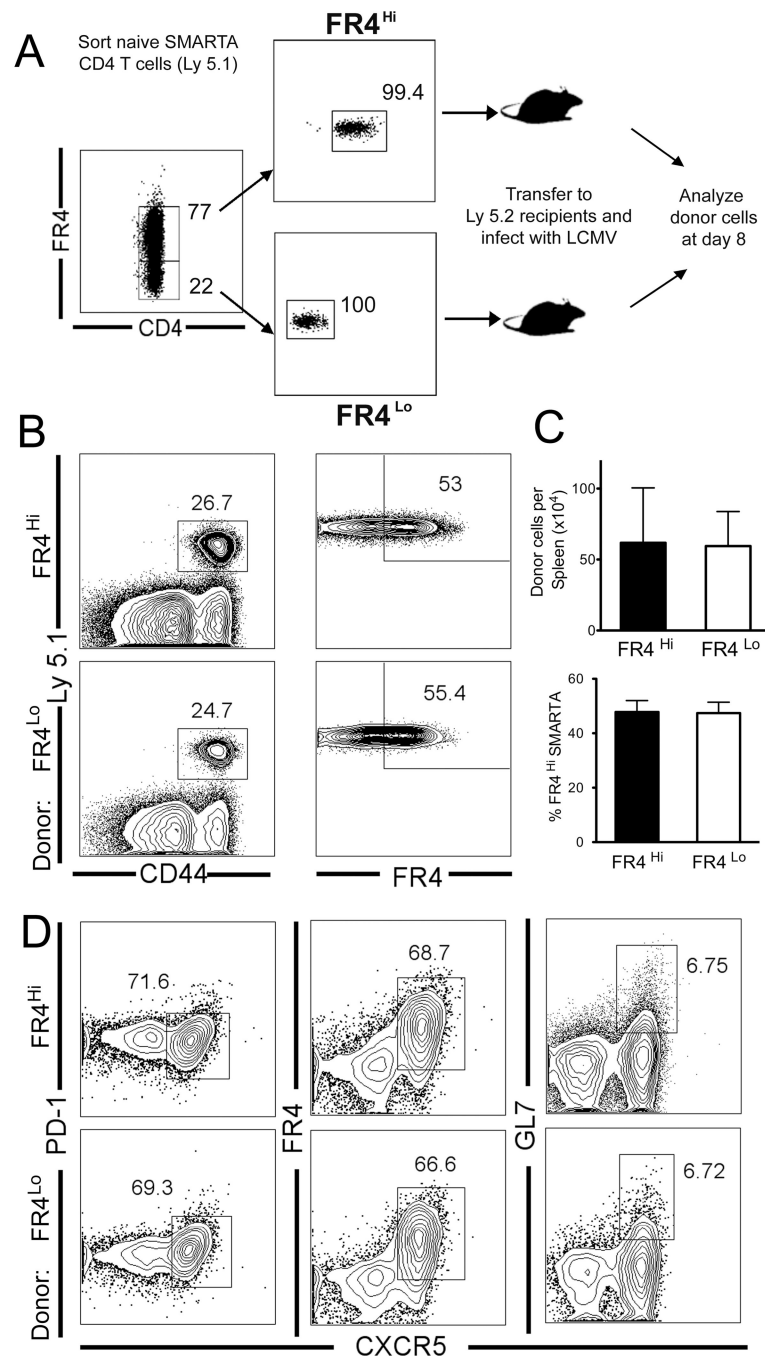 A
Sort naive SMARTA
CD4 T cells (Ly 5.1)
FR4 Hi
99.4
FR4
77
22
CD4
100
FR4 Lo
Transfer to
Ly 5.2 recipients and
infect with LCMV
Analyze
donor cells
at day 8
B
Donor:
FR4Hi
FR4Lo
Ly 5.1
26.7
53
24.7
55.4
CD44
FR4
C
Donor cells per
Spleen (x10⁴)
100
50
0
FR4 Hi
FR4 Lo
% FR4 Hi SMARTA
60
40
20
0
FR4 Hi
FR4 Lo
D
Donor:
FR4Hi
FR4Lo
PD-1
71.6
69.3
FR4
68.7
66.6
GL7
6.75
6.72
CXCR5